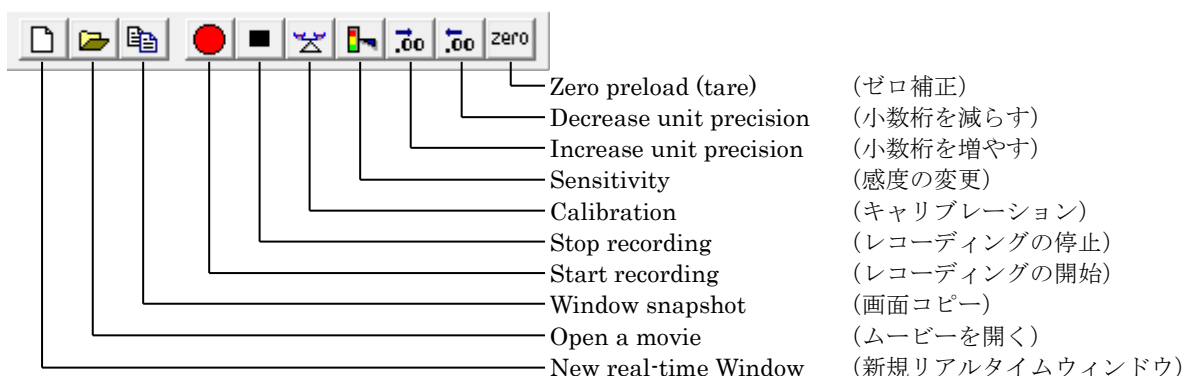 .00 .00 zero
Zero preload (tare) (ゼロ補正)
Decrease unit precision (小数桁を減らす)
Increase unit precision (小数桁を増やす)
Sensitivity (感度の変更)
Calibration (キャリブレーション)
Stop recording (レコーディングの停止)
Start recording (レコーディングの開始)
Window snapshot (画面コピー)
Open a movie (ムービーを開く)
New real-time Window (新規リアルタイムウィンドウ)